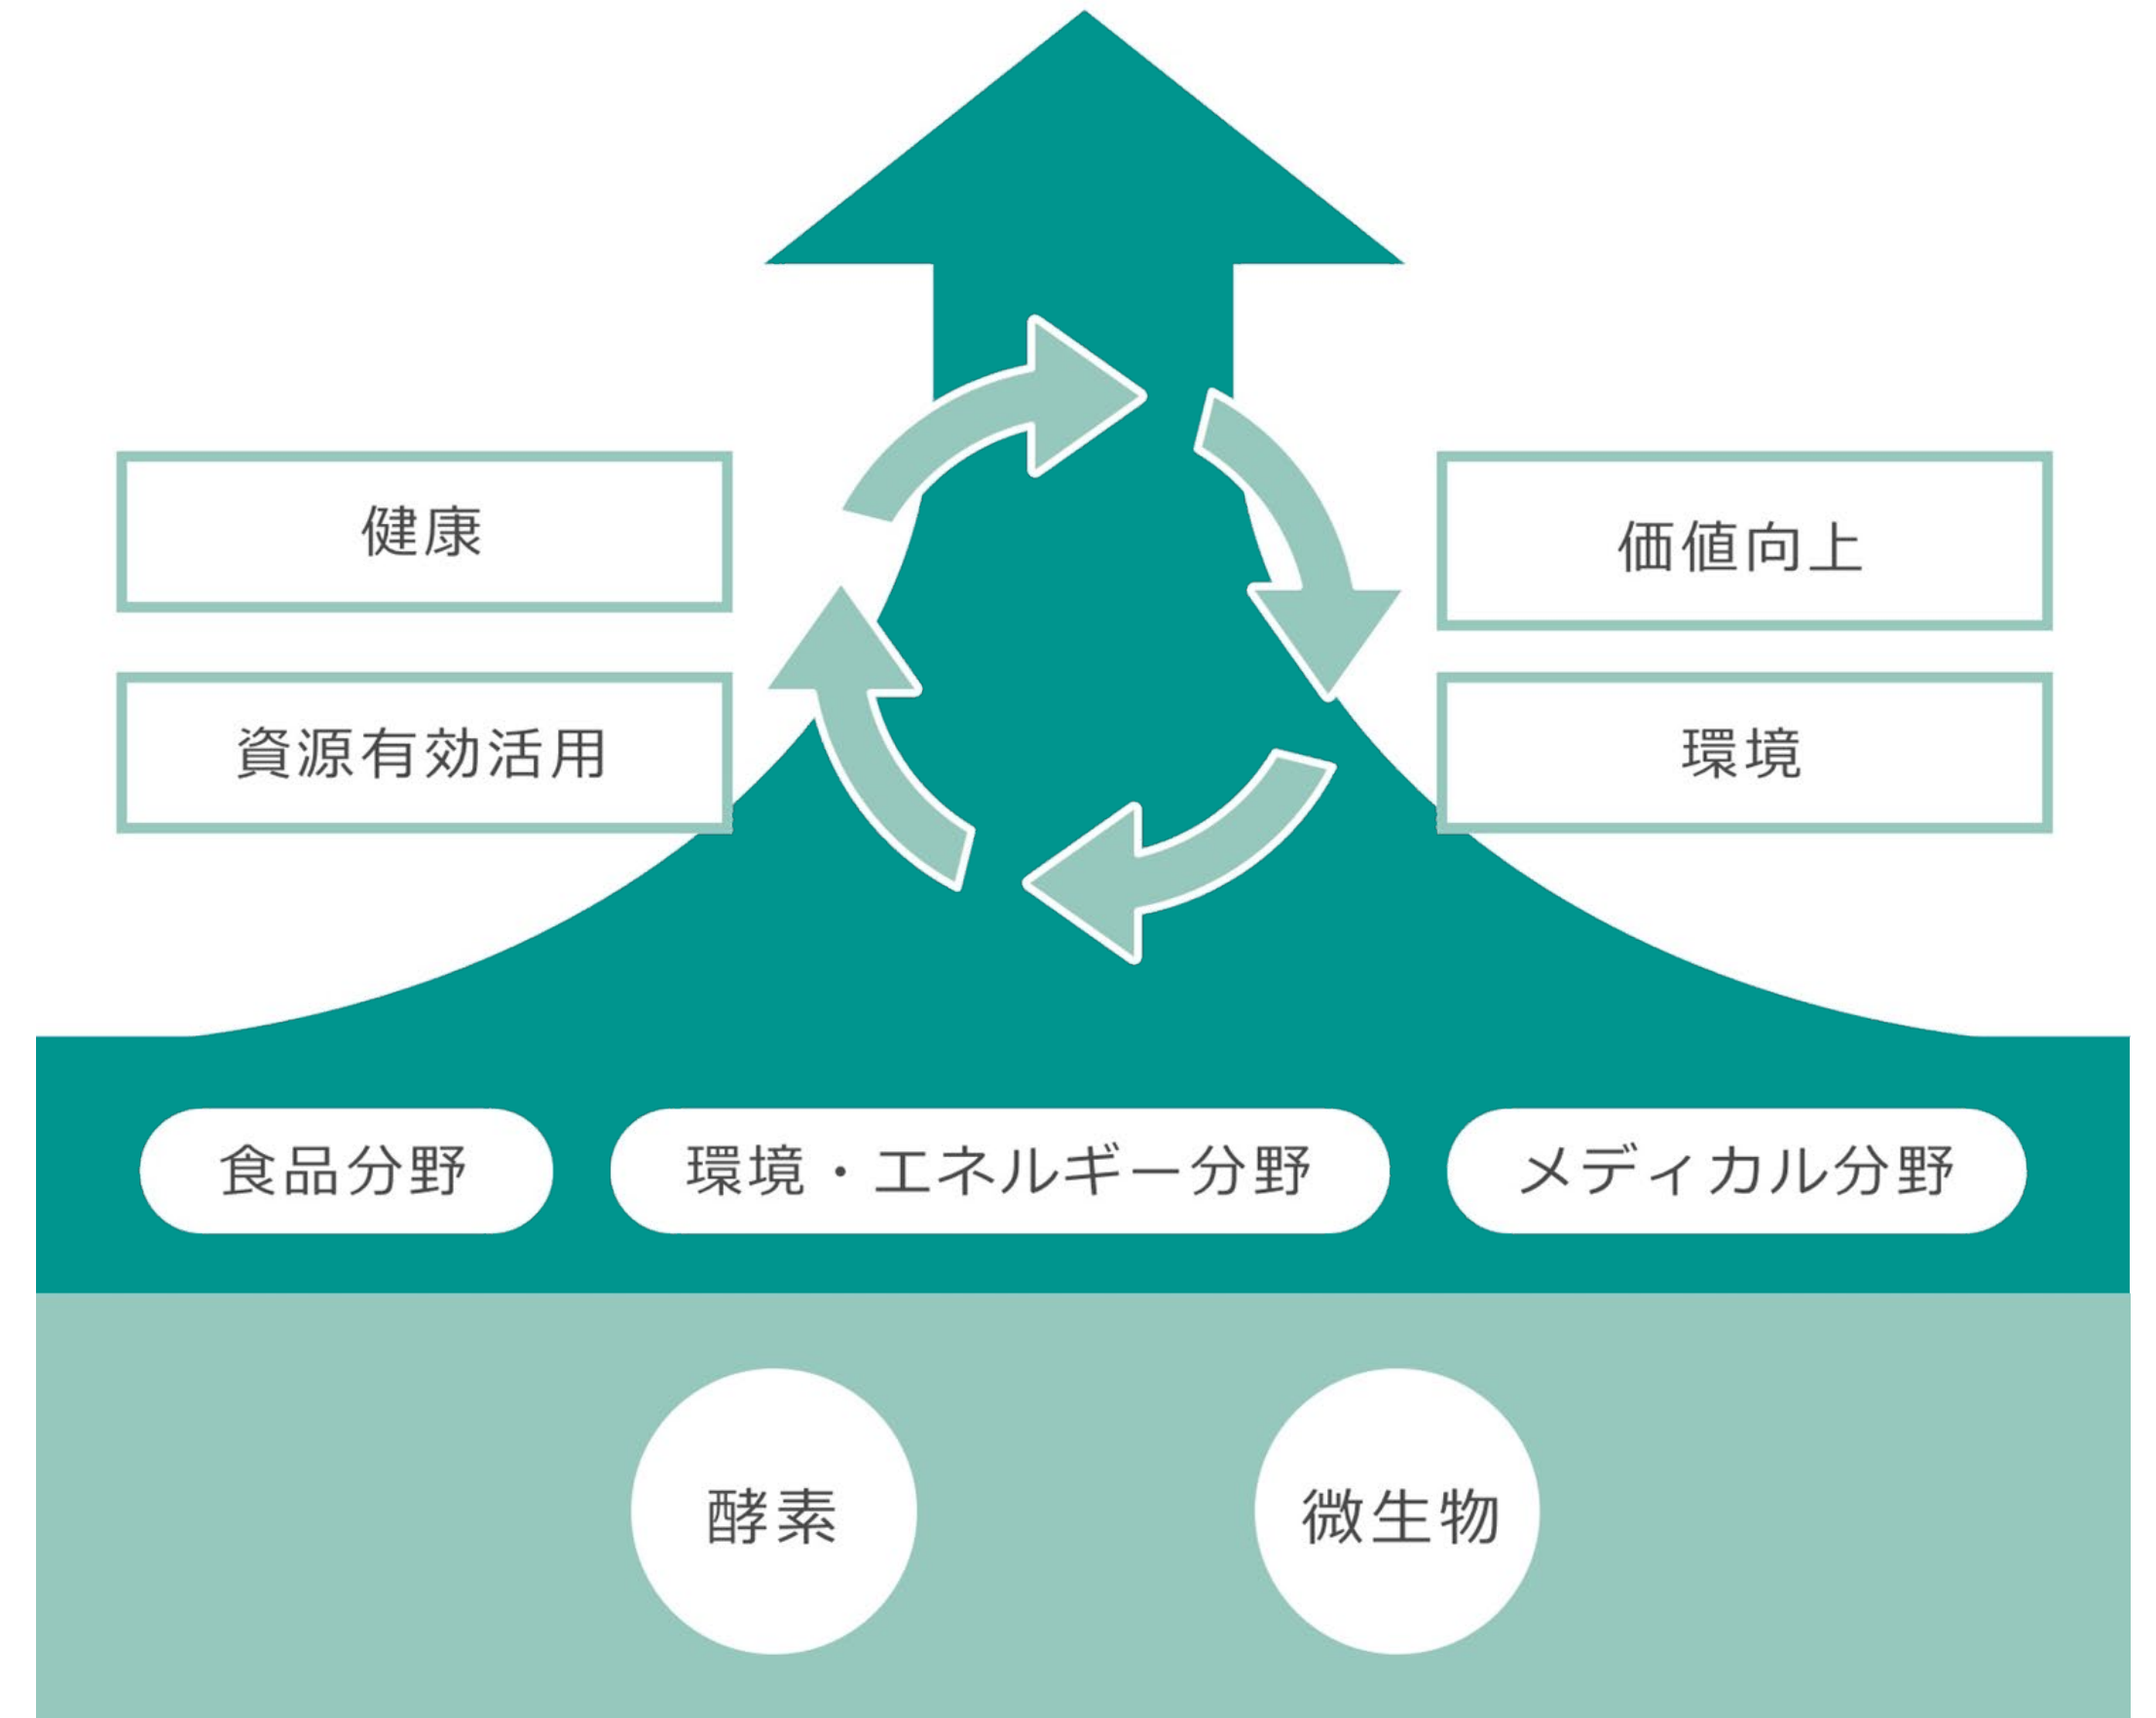 健康
価値向上
資源有効活用
環境
食品分野
環境・エネルギー分野
メディカル分野
酵素
微生物